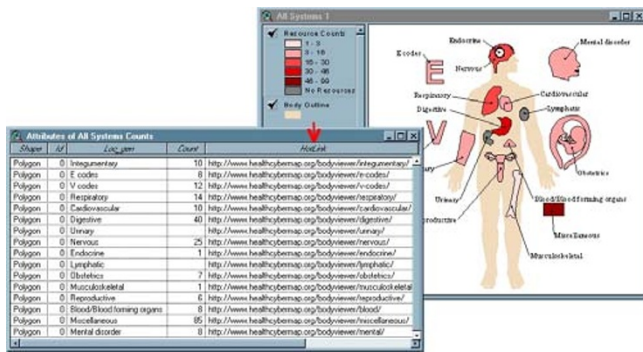 All Systems 1
Resource Counts
1 - 3
3 - 16
16 - 30
30 - 46
46 - 99
No Resources
Body Outline
Endocrine
Nervous
Mental disorder
E codes
E
Respiratory
Cardiovascular
Digestive
Lymphatic
V
Obstetrics
Urinary
Blood/Blood forming organs
Miscellaneous
Musculoskeletal
Attributes of All Systems Counts
Shape Id Loc_gen Count HotLink
Polygon 0 Integumentary 10 http://www.healthcybermap.org/bodyviewer/integumentary/
Polygon 0 E codes 8 http://www.healthcybermap.org/bodyviewer/e-codes/
Polygon 0 V codes 12 http://www.healthcybermap.org/bodyviewer/v-codes/
Polygon 0 Respiratory 14 http://www.healthcybermap.org/bodyviewer/respiratory/
Polygon 0 Cardiovascular 10 http://www.healthcybermap.org/bodyviewer/cardiovascular/
Polygon 0 Digestive 40 http://www.healthcybermap.org/bodyviewer/digestive/
Polygon 0 Urinary http://www.healthcybermap.org/bodyviewer/urinary/
Polygon 0 Nervous 25 http://www.healthcybermap.org/bodyviewer/nervous/
Polygon 0 Endocrine 1 http://www.healthcybermap.org/bodyviewer/endocrine/
Polygon 0 Lymphatic http://www.healthcybermap.org/bodyviewer/lymphatic/
Polygon 0 Obstetrics 7 http://www.healthcybermap.org/bodyviewer/obstetrics/
Polygon 0 Musculoskeletal 1 http://www.healthcybermap.org/bodyviewer/musculoskeletal
Polygon 0 Reproductive 6 http://www.healthcybermap.org/bodyviewer/reproductive/
Polygon 0 Blood/Blood forming organs 8 http://www.healthcybermap.org/bodyviewer/blood/
Polygon 0 Miscellaneous 85 http://www.healthcybermap.org/bodyviewer/miscellaneous/
Polygon 0 Mental disorder 8 http://www.healthcybermap.org/bodyviewer/mental/